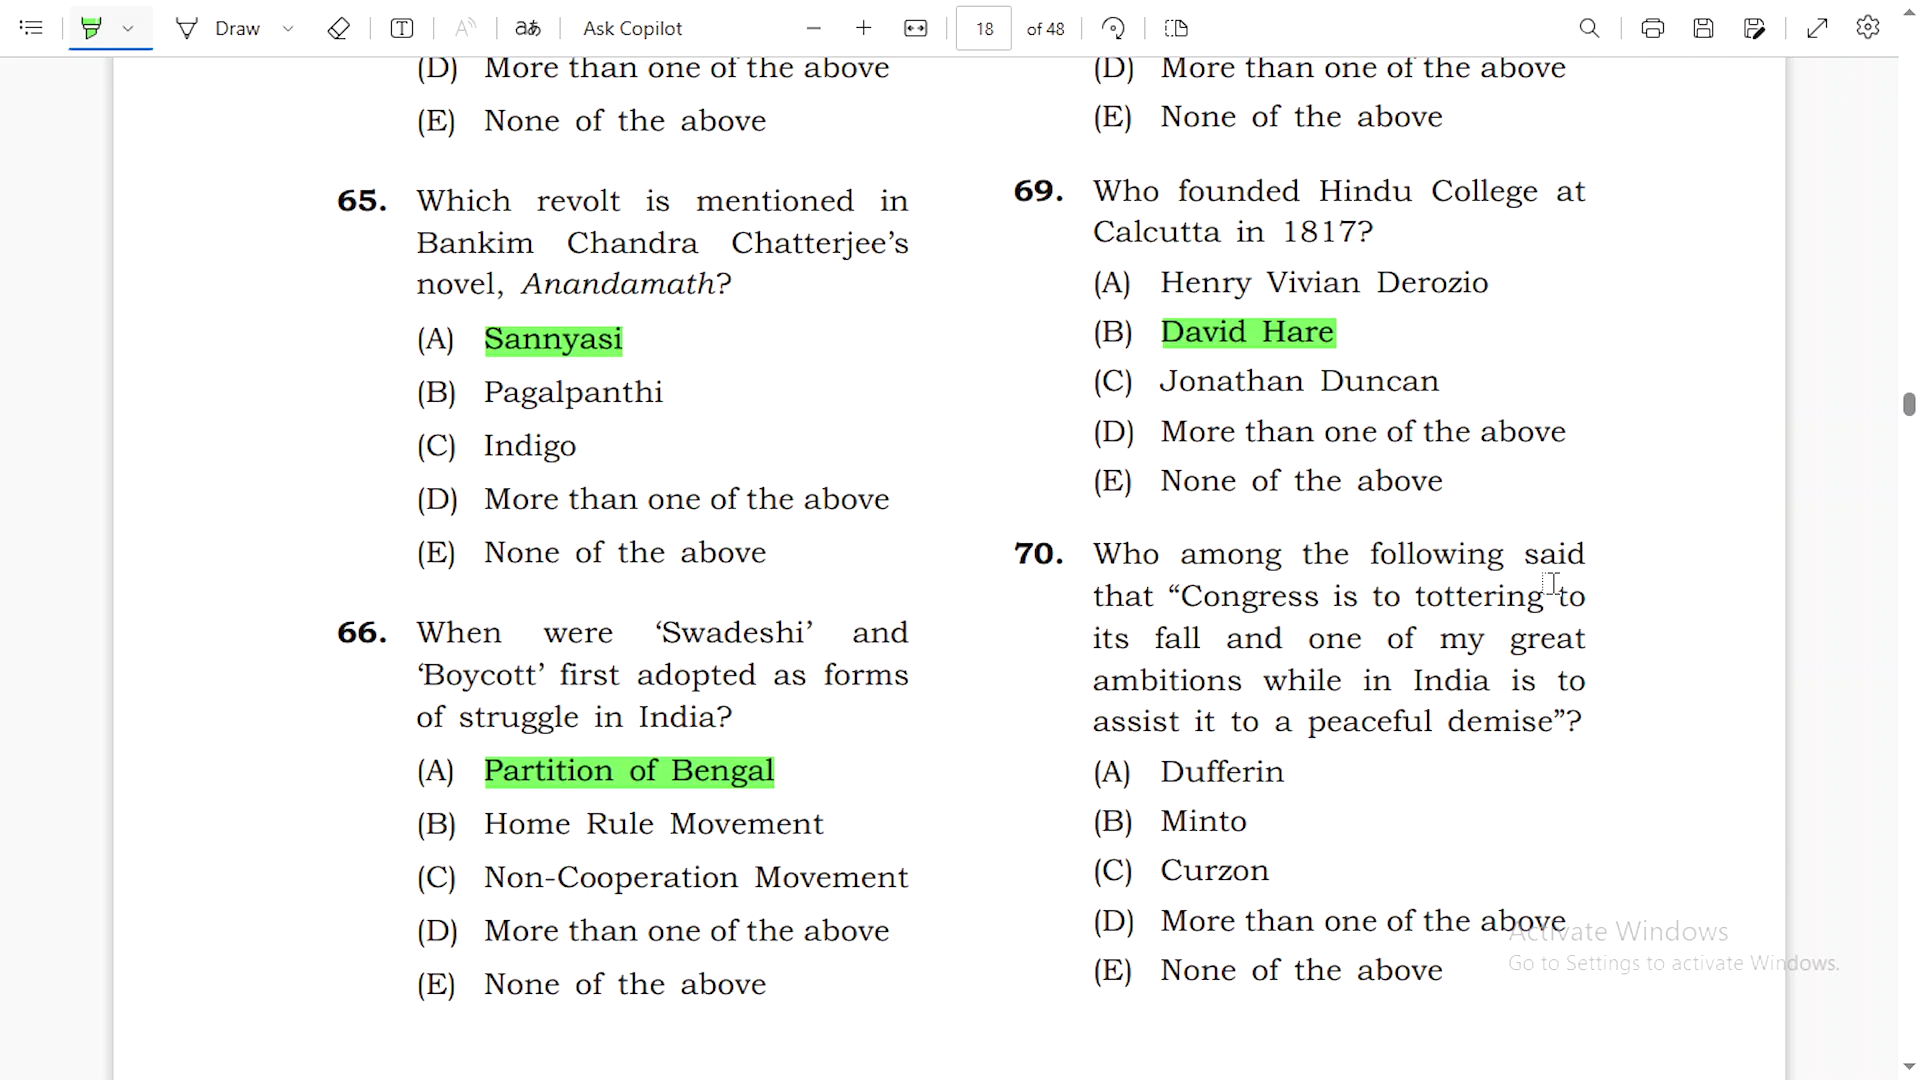 Draw
Ask Copilot
18 of 48
(D) More than one of the above
(E) None of the above
65. Which revolt is mentioned in
Bankim Chandra Chatterjee’s
novel, Anandamath?
(A) Sannyasi
(B) Pagalpanthi
(C) Indigo
(D) More than one of the above
(E) None of the above
66. When were ‘Swadeshi’ and
‘Boycott’ first adopted as forms
of struggle in India?
(A) Partition of Bengal
(B) Home Rule Movement
(C) Non-Cooperation Movement
(D) More than one of the above
(E) None of the above
(D) More than one of the above
(E) None of the above
69. Who founded Hindu College at
Calcutta in 1817?
(A) Henry Vivian Derozio
(B) David Hare
(C) Jonathan Duncan
(D) More than one of the above
(E) None of the above
70. Who among the following said
that “Congress is to tottering to
its fall and one of my great
ambitions while in India is to
assist it to a peaceful demise”?
(A) Dufferin
(B) Minto
(C) Curzon
(D) More than one of the above
(E) None of the above
Activate Windows
Go to Settings to activate Windows.